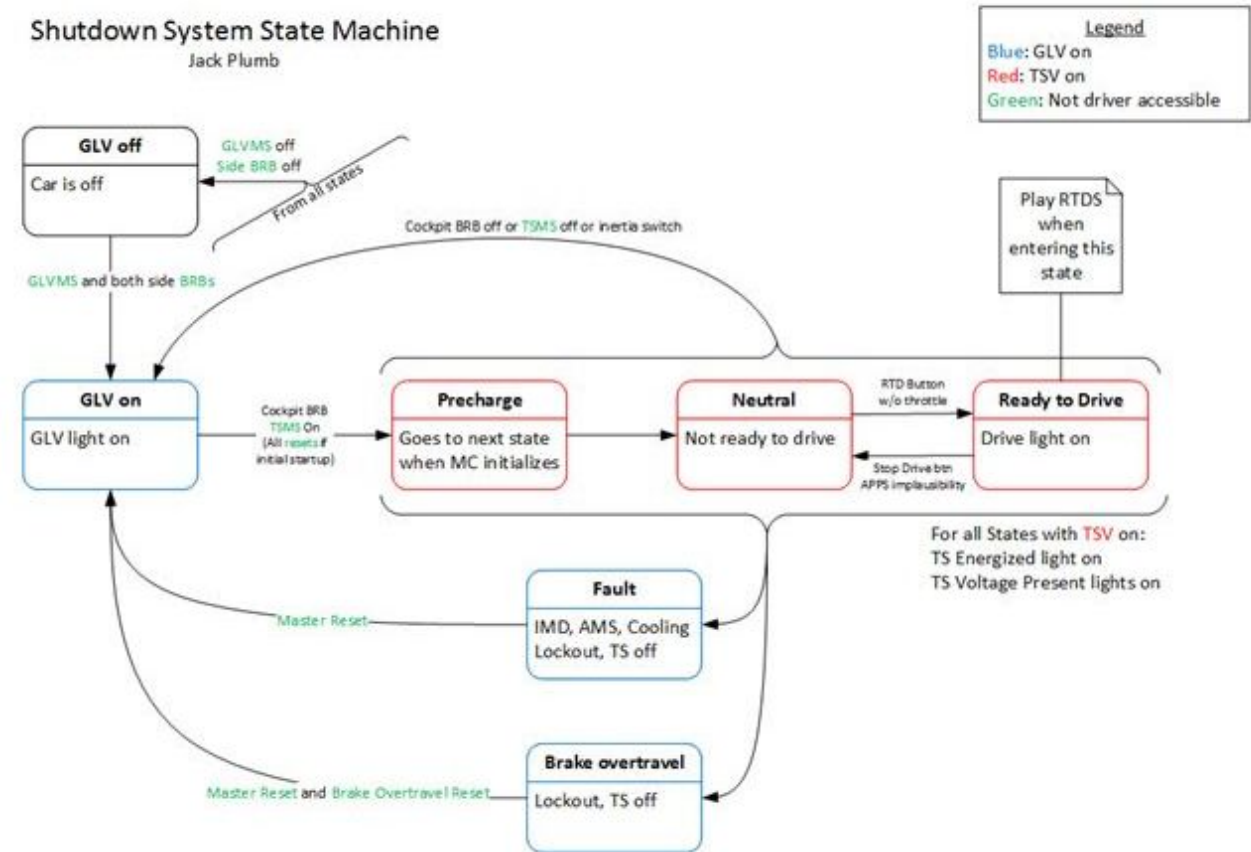 Shutdown System State Machine
Jack Plumb
Legend
Blue: GLV on
Red: TSV on
Green: Not driver accessible
GLV off
Car is off
GLVMS off
Side BRB off
From all states
Play RTDS
when
entering this
state
Cockpit BRB off or TSMS off or inertia switch
GLVMS and both side BRBs
GLV on
GLV light on
Cockpit BRB
TSMS On
(All resets if
initial startup)
Precharge
Goes to next state
when MC initializes
Neutral
Not ready to drive
RTD Button
w/o throttle
Stop Drive btn
APPS implausibility
Ready to Drive
Drive light on
For all States with TSV on:
TS Energized light on
TS Voltage Present lights on
Fault
IMD, AMS, Cooling
Lockout, TS off
Master Reset
Brake overtravel
Lockout, TS off
Master Reset and Brake Overtravel Reset